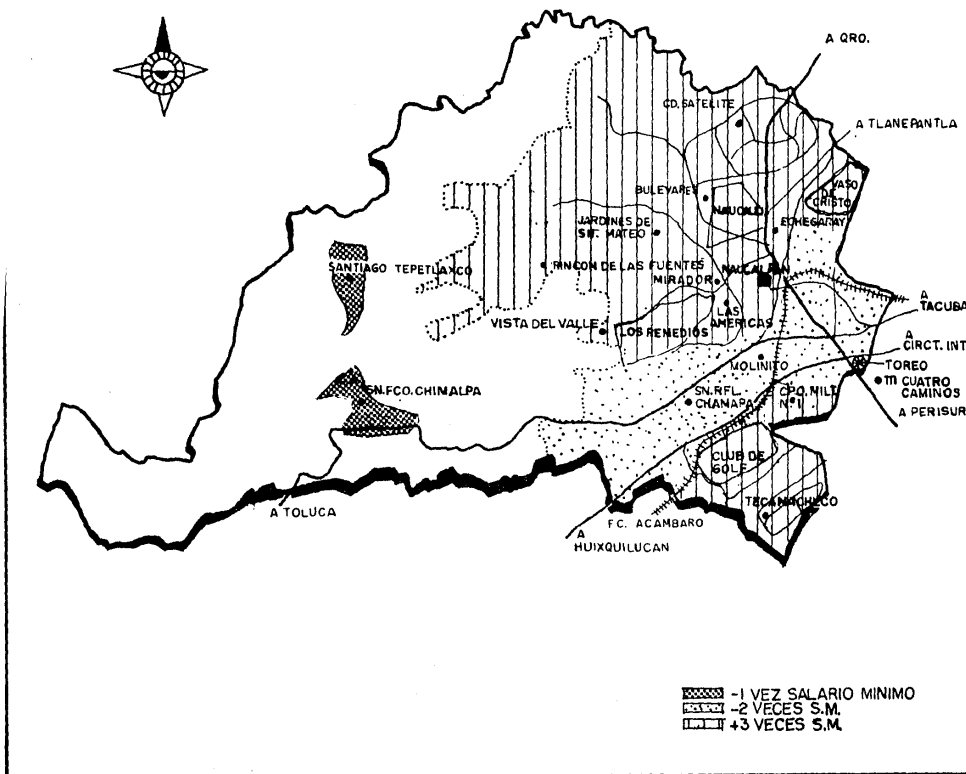 A QRO.
CD. SATELITE
A TLANEPANTLA
VASO
DE
CRISTO
BULEVARES
NAUCALLI
JARDINES DE
SN. MATEO
ECHEGARAY
SANTIAGO TEPETLAXCO
RINCON DE LAS FUENTES
NAUCALPAN
MIRADOR
A
TACUBA
LAS
AMERICAS
VISTA DEL VALLE
LOS REMEDIOS
A
CIRCT. INT
MOLINITO
TOREO
m CUATRO
CAMINOS
SN. FCO. CHIMALPA
SN. RFL.
CHAMAPA
CPO. MILT.
Nº 1
A PERISUR
CLUB DE
GOLF
TECAMACHLCO
A TOLUCA
F.C. ACAMBARO
A
HUIXQUILUCAN
-1 VEZ SALARIO MINIMO
-2 VECES S.M.
+3 VECES S.M.